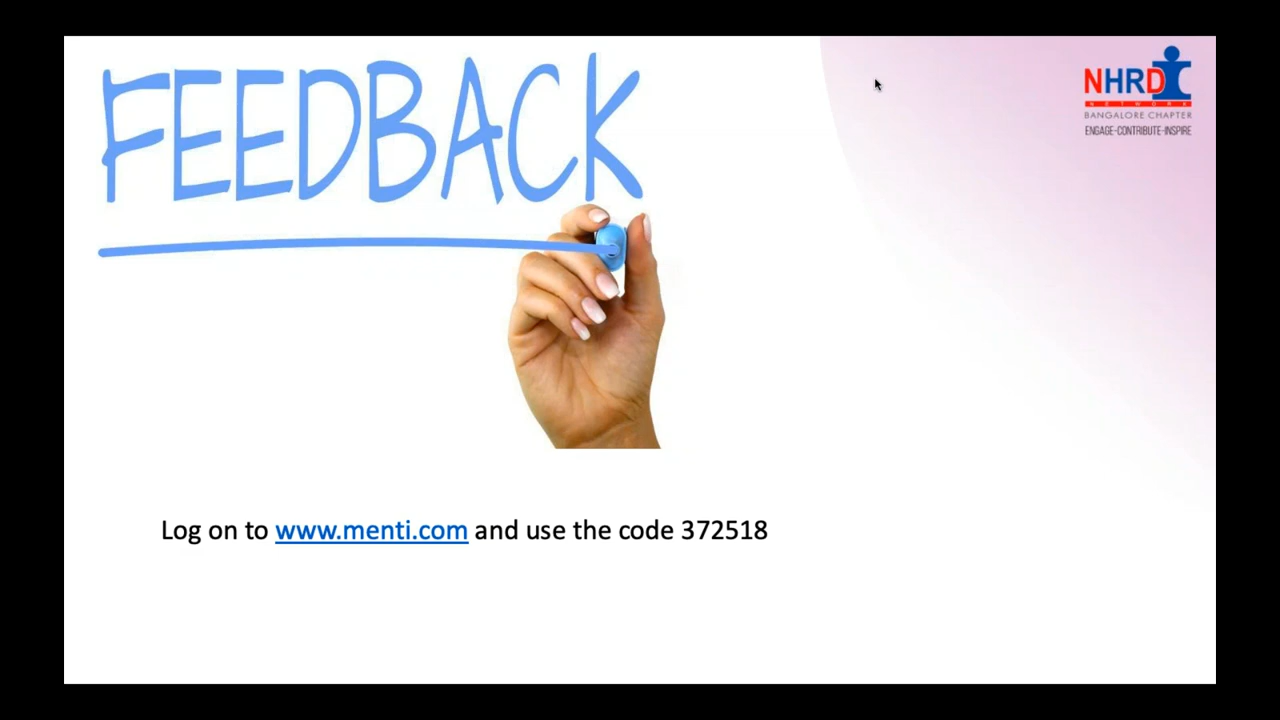 FEEDBACK
NHRD
NETWORK
BANGALORE CHAPTER
ENGAGE-CONTRIBUTE-INSPIRE
Log on to www.menti.com and use the code 372518